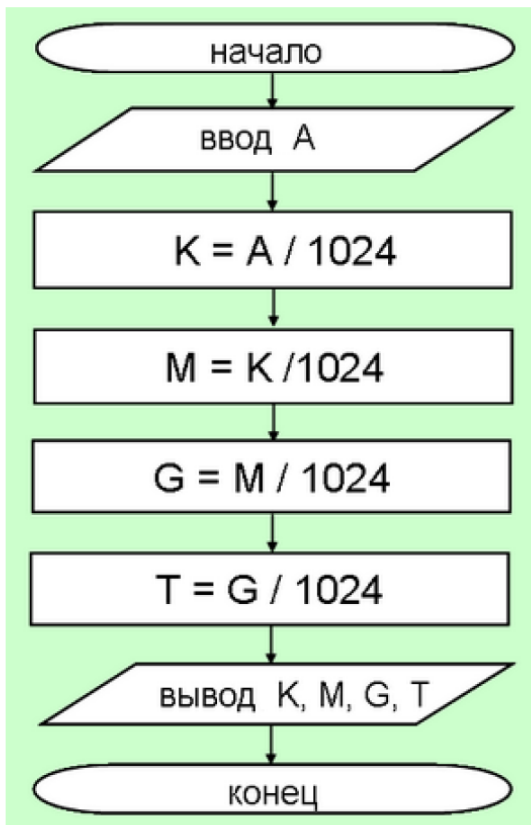 начало
ввод A
K = A / 1024
M = K /1024
G = M / 1024
T = G / 1024
вывод K, M, G, T
конец